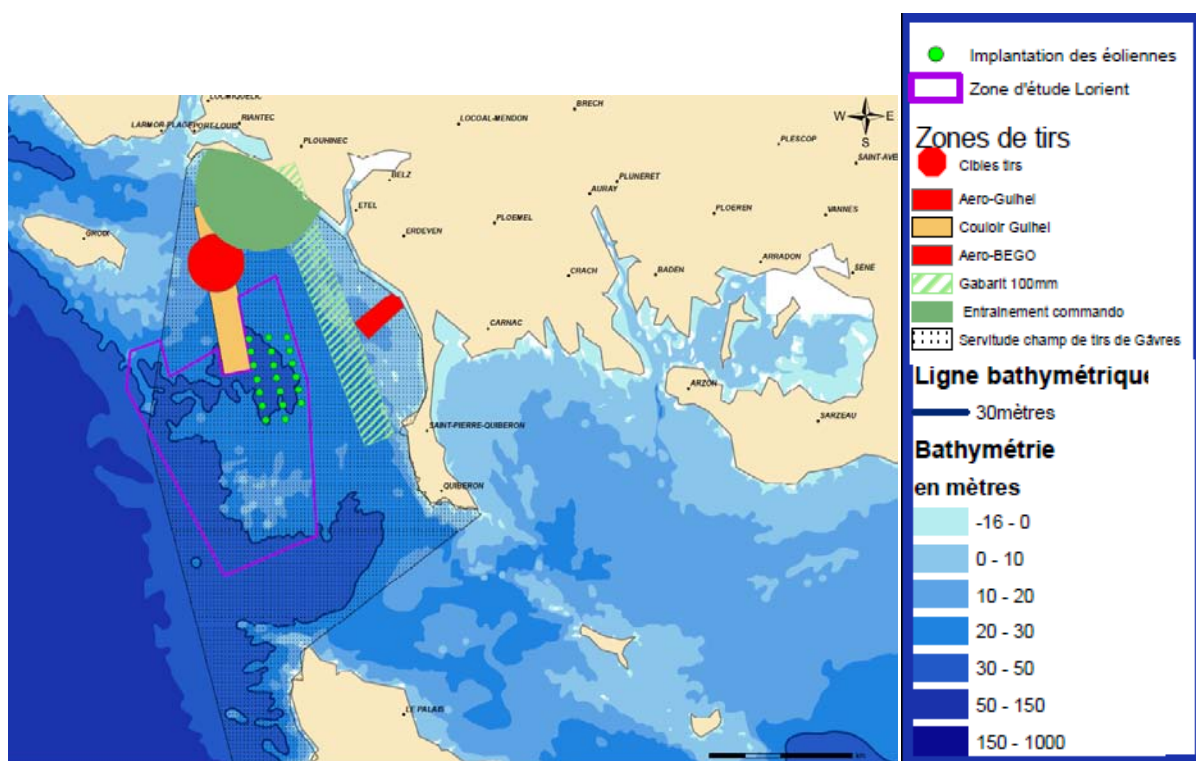 LOCMIQUELIC
LARMOR-PLAGE
PORT-LOUIS
RIANTEC
PLOUHINEC
BRECH
LOCOAL-MENDON
PLESCOP
W
E
S
SAINT-AVE
BELZ
PLUNERET
AURAY
ETEL
PLOEMEL
PLOEREN
VANNES
ERDEVEN
GROIX
CRACH
BADEN
ARRADON
SENE
CARNAC
ARZON
SARZEAU
SAINT-PIERRE-QUIBERON
QUIBERON
LE PALAIS
Implantation des éoliennes
Zone d'étude Lorient
Zones de tirs
Cibles tirs
Aero-Guihel
Couloir Guihel
Aero-BEGO
Gabarit 100mm
Entrainement commando
Servitude champ de tirs de Gâvres
Ligne bathymétrique
30mètres
Bathymétrie
en mètres
-16 - 0
0 - 10
10 - 20
20 - 30
30 - 50
50 - 150
150 - 1000